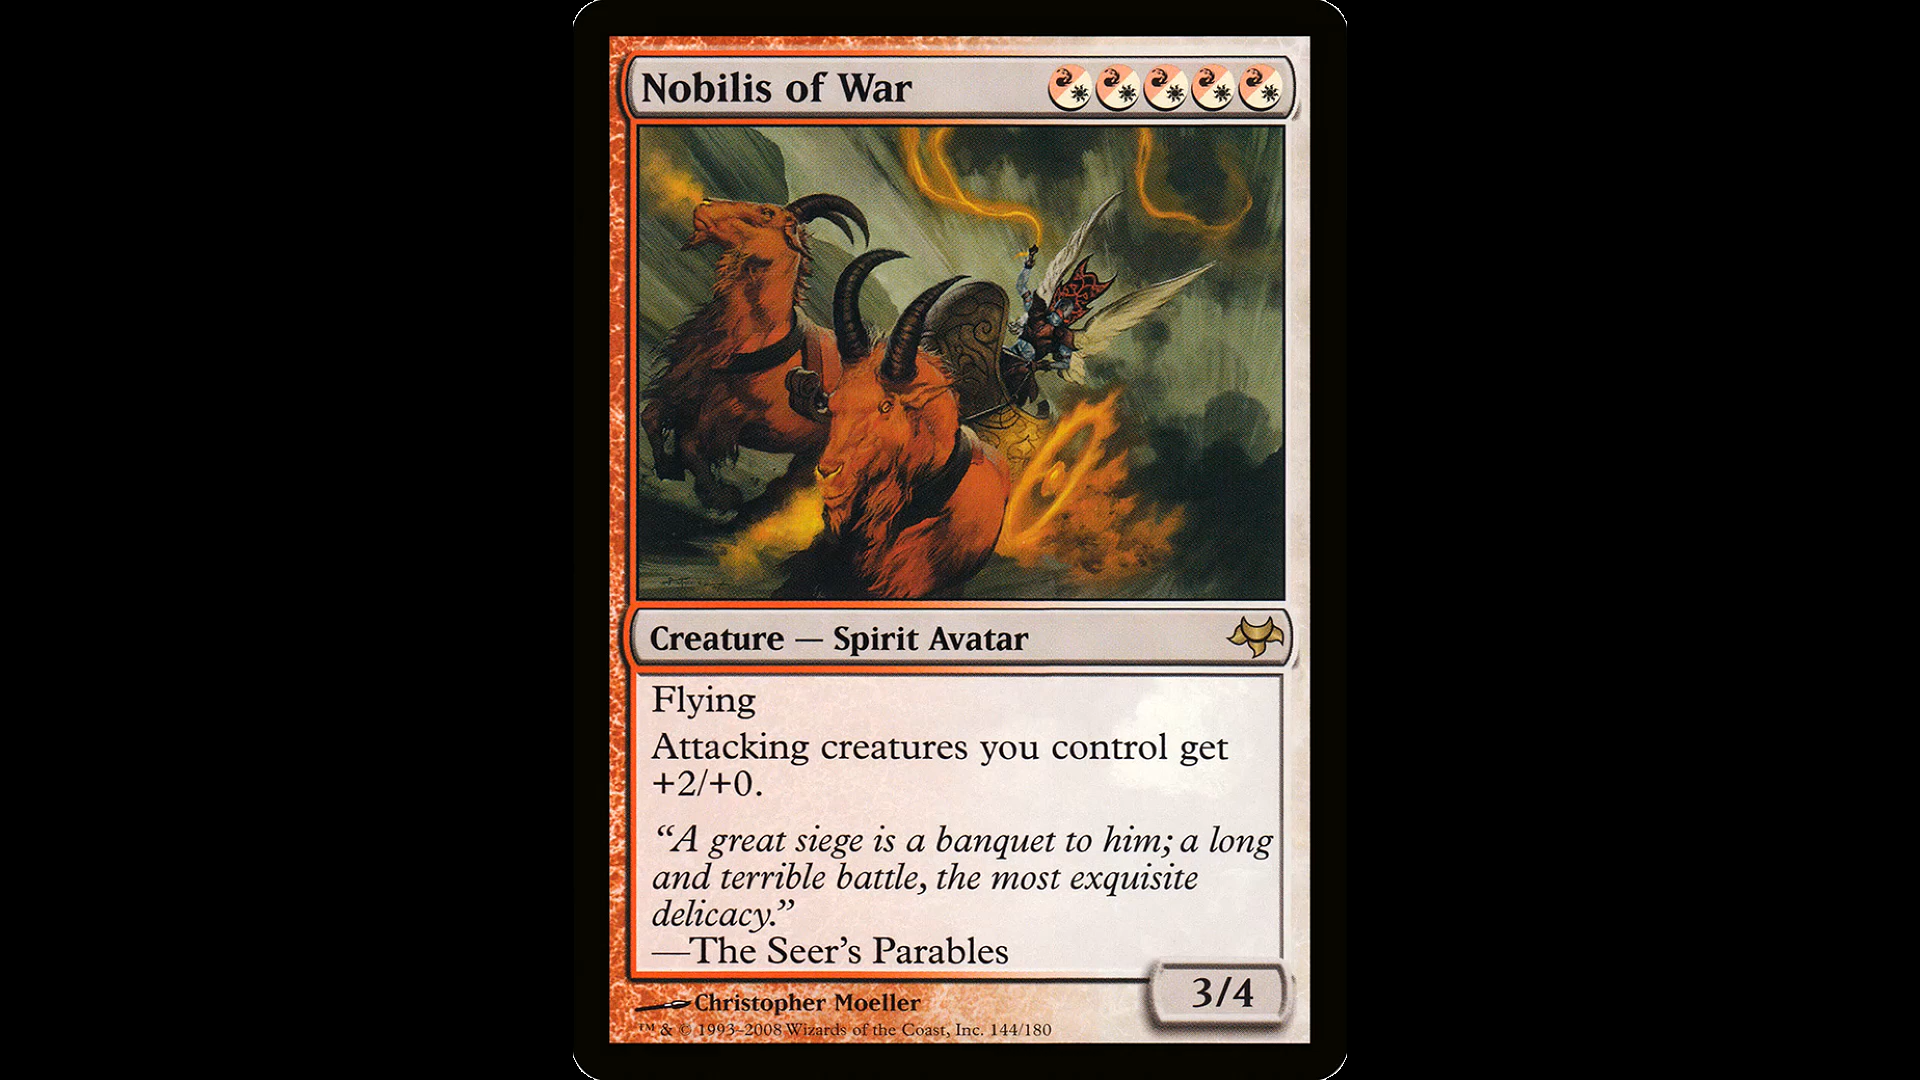 Nobilis of War
Creature — Spirit Avatar
Flying
Attacking creatures you control get
+2/+0.
“A great siege is a banquet to him; a long
and terrible battle, the most exquisite
delicacy.”
—The Seer’s Parables
3/4
Christopher Moeller
™ & © 1993–2008 Wizards of the Coast, Inc. 144/180